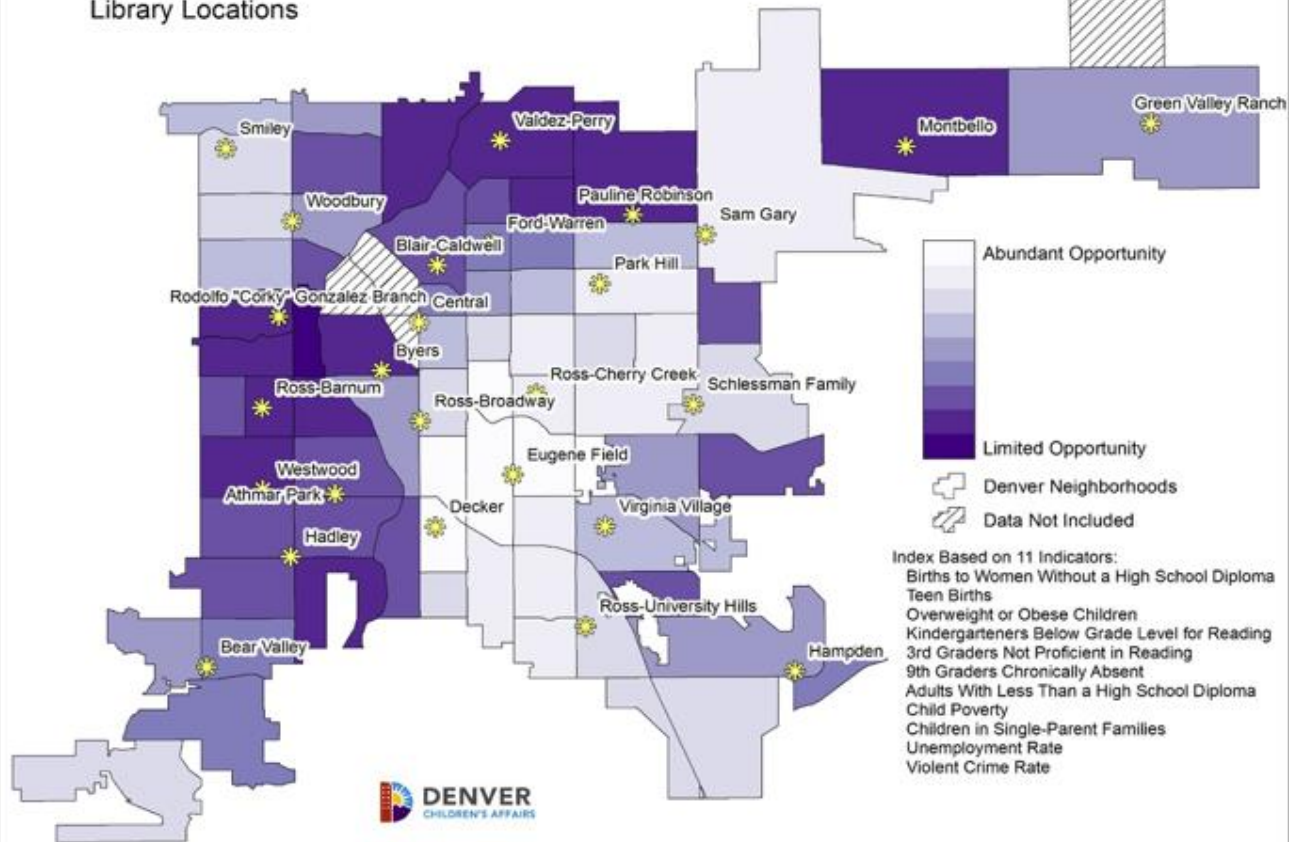 Library Locations
Smiley
Valdez-Perry
Montbello
Green Valley Ranch
Woodbury
Pauline Robinson
Ford-Warren
Sam Gary
Blair-Caldwell
Park Hill
Rodolfo "Corky" Gonzalez Branch
Central
Byers
Ross-Barnum
Ross-Cherry Creek
Schlessman Family
Ross-Broadway
Eugene Field
Westwood
Athmar Park
Decker
Virginia Village
Hadley
Ross-University Hills
Bear Valley
Hampden
Abundant Opportunity
Limited Opportunity
Denver Neighborhoods
Data Not Included
Index Based on 11 Indicators:
Births to Women Without a High School Diploma
Teen Births
Overweight or Obese Children
Kindergarteners Below Grade Level for Reading
3rd Graders Not Proficient in Reading
9th Graders Chronically Absent
Adults With Less Than a High School Diploma
Child Poverty
Children in Single-Parent Families
Unemployment Rate
Violent Crime Rate
DENVER
CHILDREN'S AFFAIRS